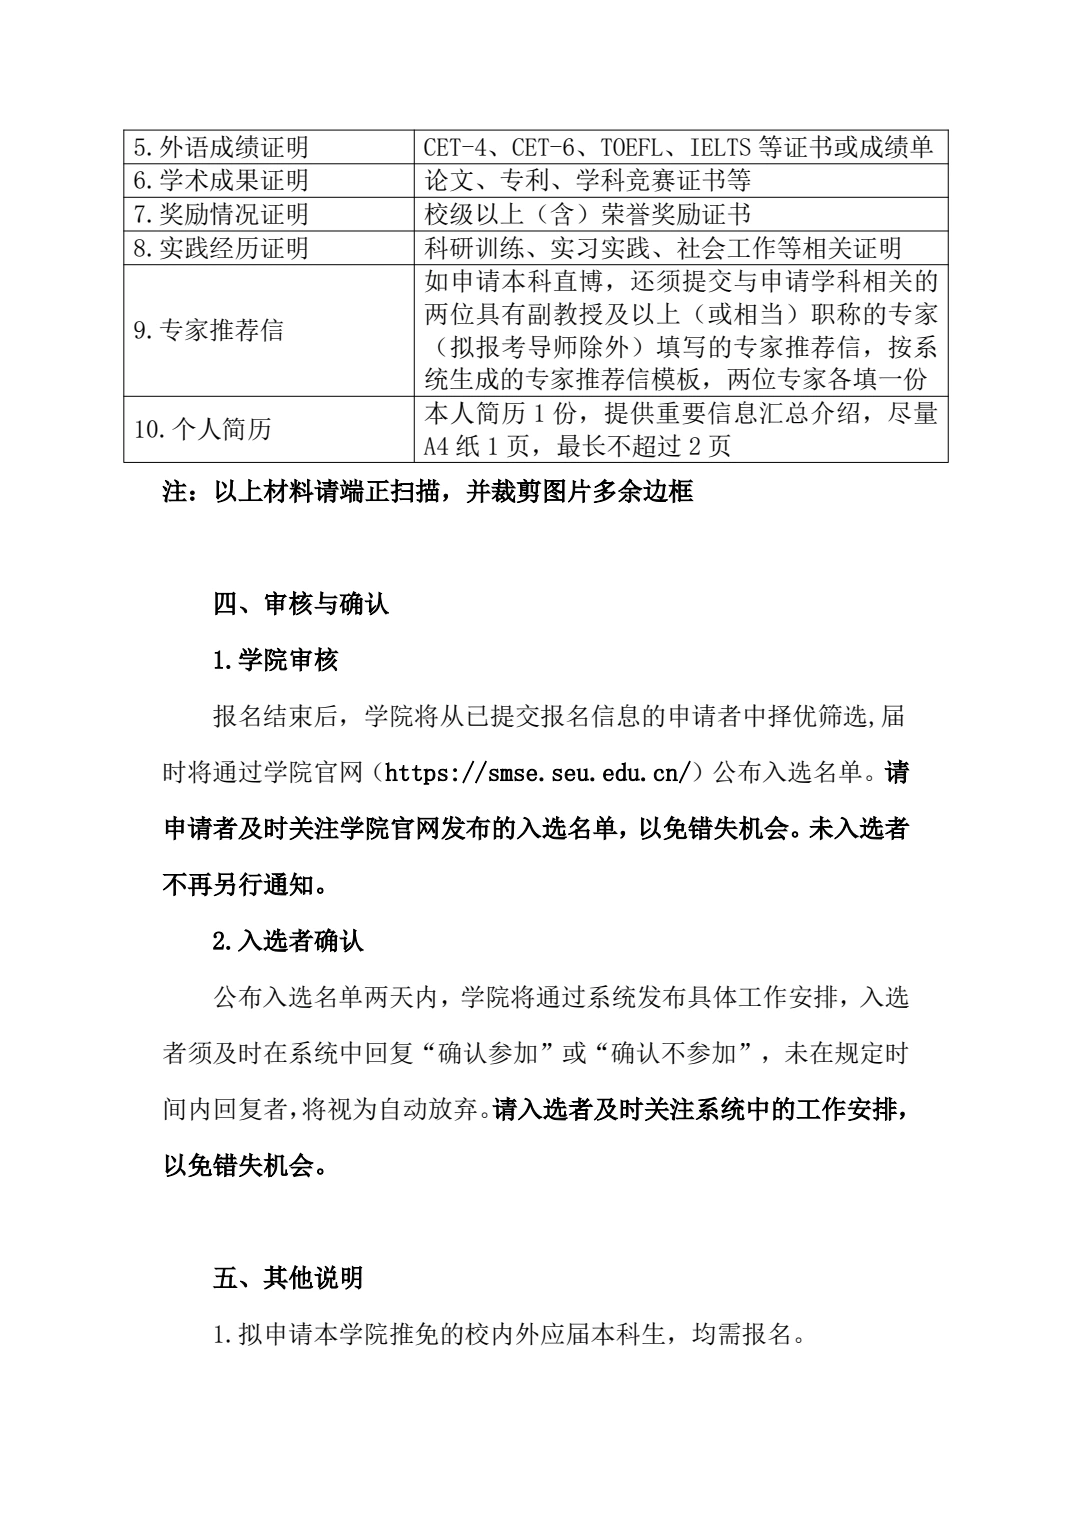 5.外语成绩证明
CET-4、CET-6、TOEFL、IELTS 等证书或成绩单
6.学术成果证明
论文、专利、学科竞赛证书等
7.奖励情况证明
校级以上（含）荣誉奖励证书
8.实践经历证明
科研训练、实习实践、社会工作等相关证明
9.专家推荐信
如申请本科直博，还须提交与申请学科相关的
两位具有副教授及以上（或相当）职称的专家
（拟报考导师除外）填写的专家推荐信，按系
统生成的专家推荐信模板，两位专家各填一份
10.个人简历
本人简历 1 份，提供重要信息汇总介绍，尽量
A4 纸 1 页，最长不超过 2 页
注：以上材料请端正扫描，并裁剪图片多余边框
四、审核与确认
1.学院审核
报名结束后，学院将从已提交报名信息的申请者中择优筛选,届
时将通过学院官网（https://smse.seu.edu.cn/）公布入选名单。请
申请者及时关注学院官网发布的入选名单，以免错失机会。未入选者
不再另行通知。
2.入选者确认
公布入选名单两天内，学院将通过系统发布具体工作安排，入选
者须及时在系统中回复“确认参加”或“确认不参加”，未在规定时
间内回复者，将视为自动放弃。请入选者及时关注系统中的工作安排，
以免错失机会。
五、其他说明
1.拟申请本学院推免的校内外应届本科生，均需报名。